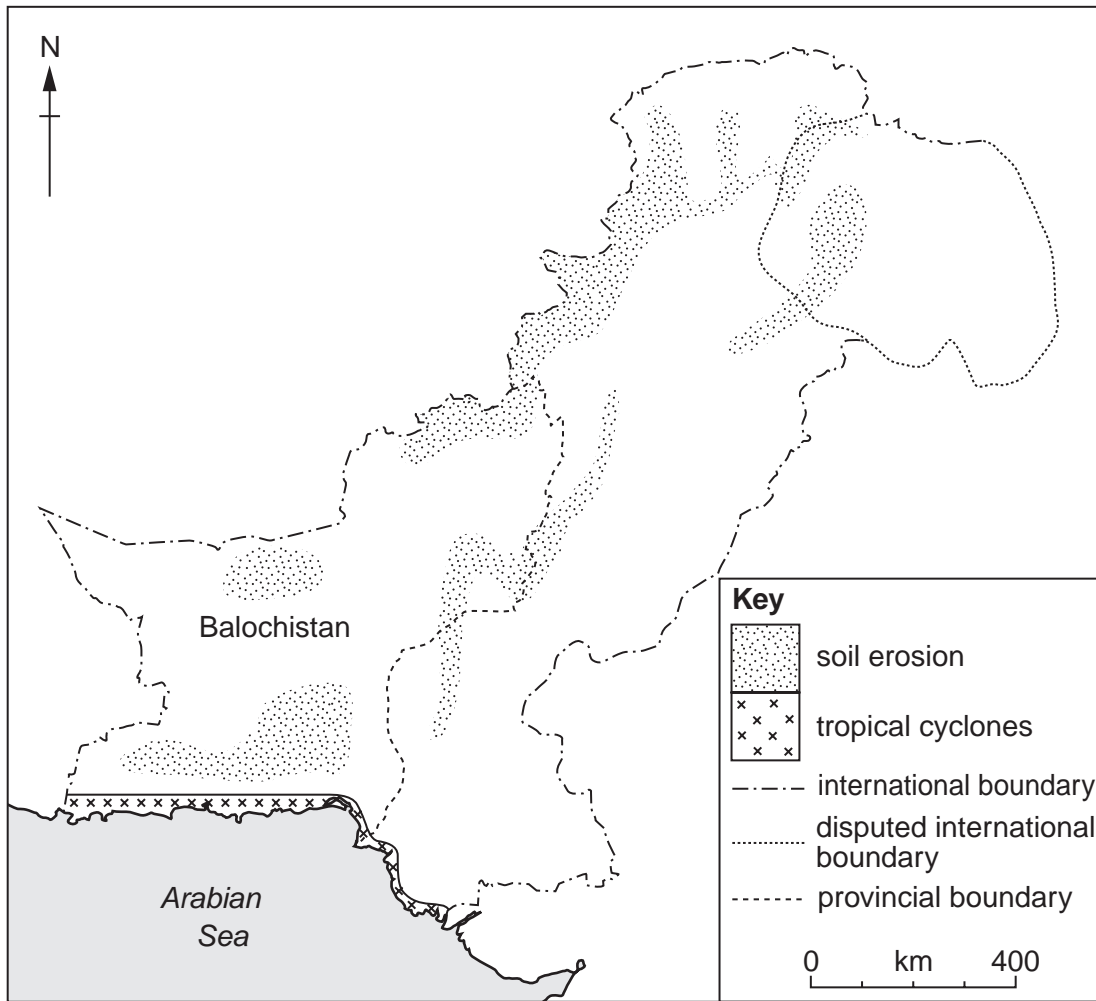 N
Balochistan
Arabian
Sea
Key
soil erosion
tropical cyclones
international boundary
disputed international
boundary
provincial boundary
0 km 400